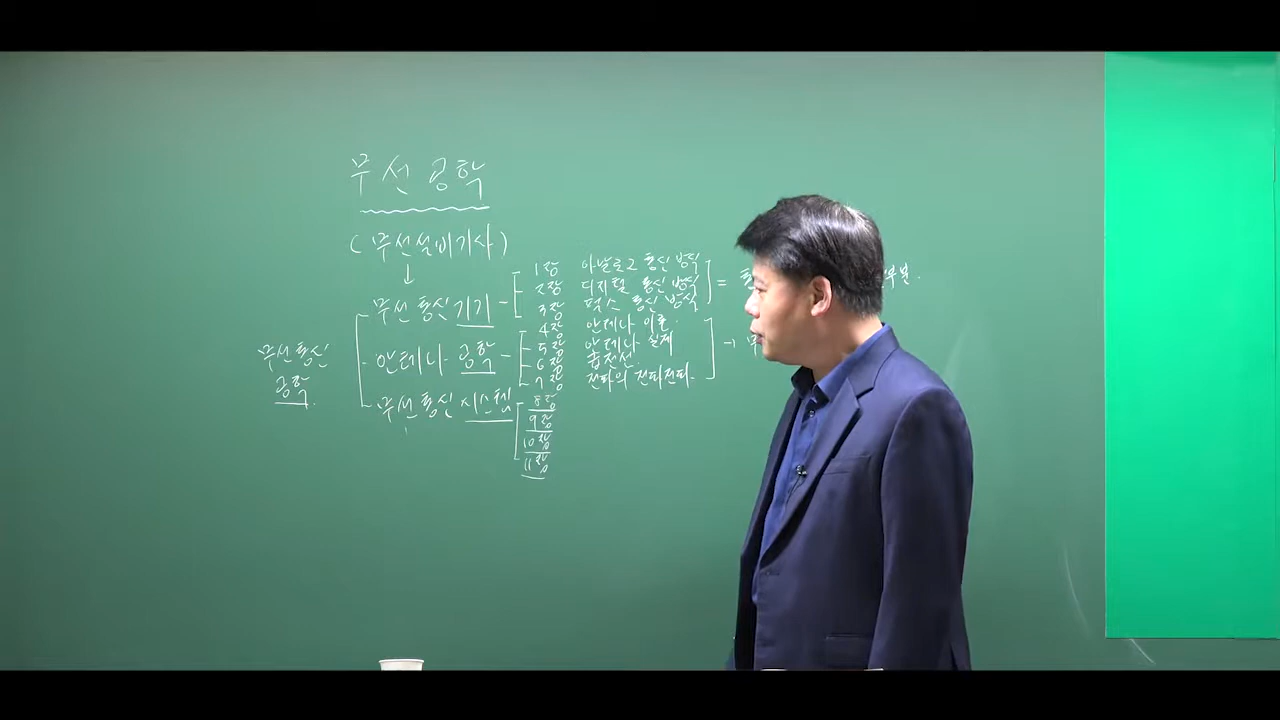 무선 공학
(무선설비기사)
↓
무선통신 공학
무선통신 기기 - 1장 아날로그 통신 방식
2장 디지털 통신 방식 =
3장 펄스 통신 방식
안테나 공학 - 4장 안테나 이론
5장 안테나 실제 →
6장 급전선
7장 전파의 전파전파
무선통신 시스템 8장
9장
10장
11장